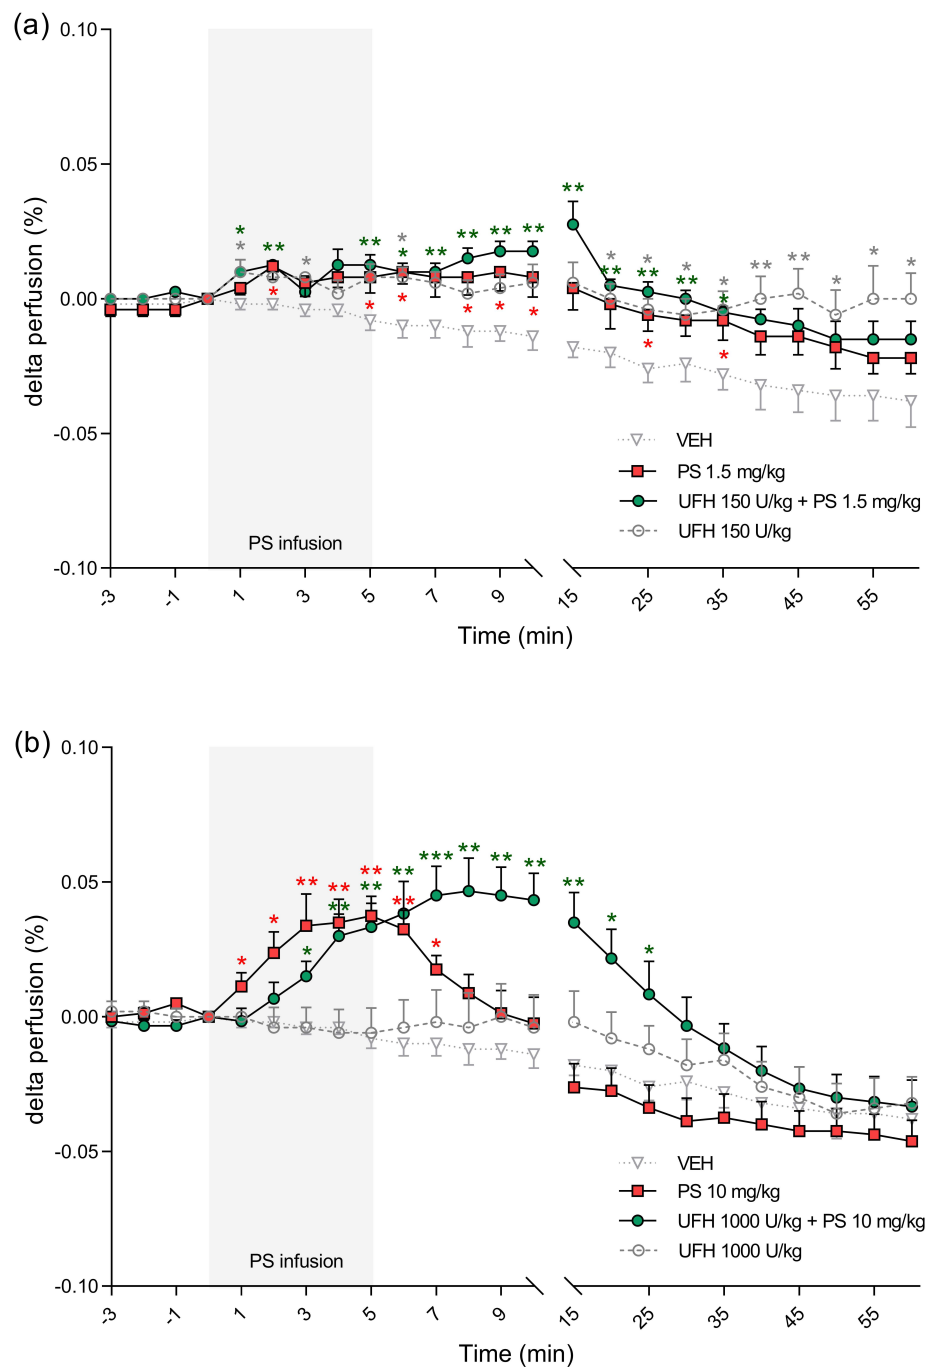 (a)
0.10
0.05
0.00
-0.05
-0.10
delta perfusion (%)
** 
* * ** * ** * * ** ** ** **
* * * * * *
* * * * ** ** * * *
** ** ** *
* *
VEH
PS 1.5 mg/kg
UFH 150 U/kg + PS 1.5 mg/kg
UFH 150 U/kg
PS infusion
-3 -1 1 3 5 7 9 15 25 35 45 55
Time (min)
(b)
0.10
0.05
0.00
-0.05
-0.10
delta perfusion (%)
*** ** ** **
** ** ** ** ** ** ** **
* * * * * *
VEH
PS 10 mg/kg
UFH 1000 U/kg + PS 10 mg/kg
UFH 1000 U/kg
PS infusion
-3 -1 1 3 5 7 9 15 25 35 45 55
Time (min)